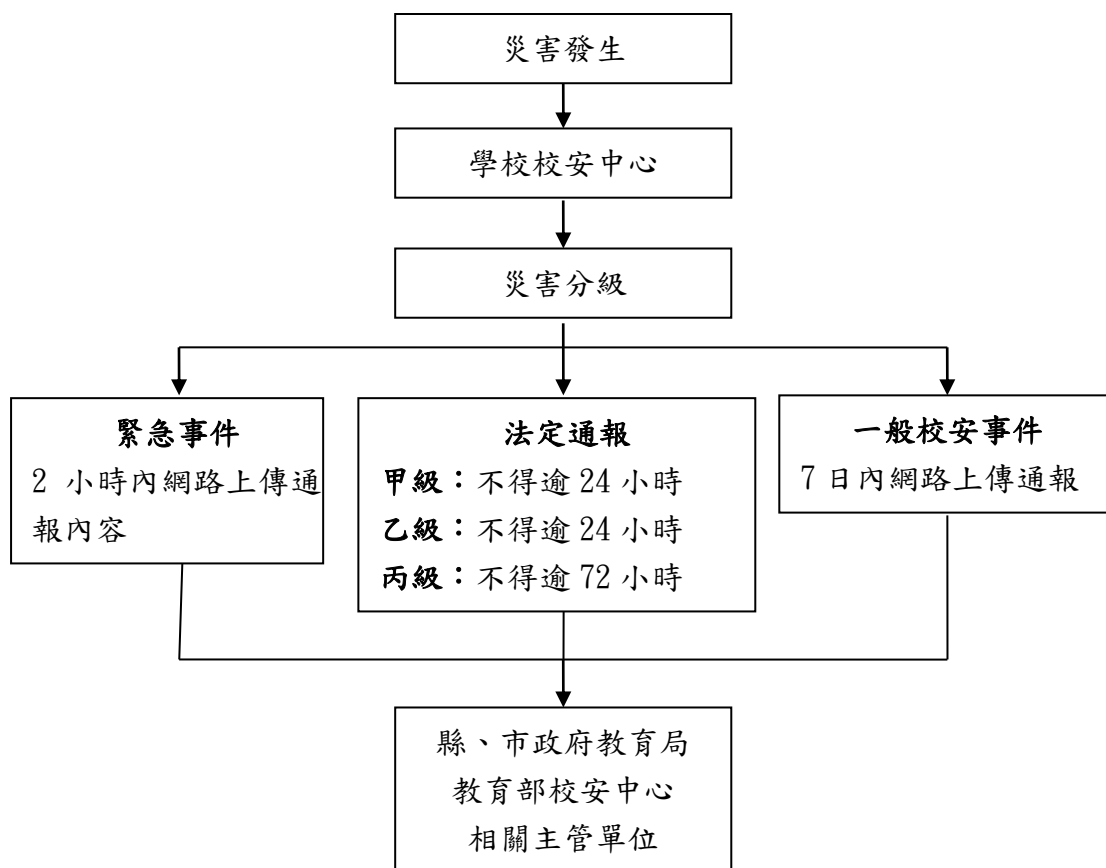 災害發生
學校校安中心
災害分級
緊急事件
2 小時內網路上傳通
報內容
法定通報
甲級：不得逾 24 小時
乙級：不得逾 24 小時
丙級：不得逾 72 小時
一般校安事件
7 日內網路上傳通報
縣、市政府教育局
教育部校安中心
相關主管單位